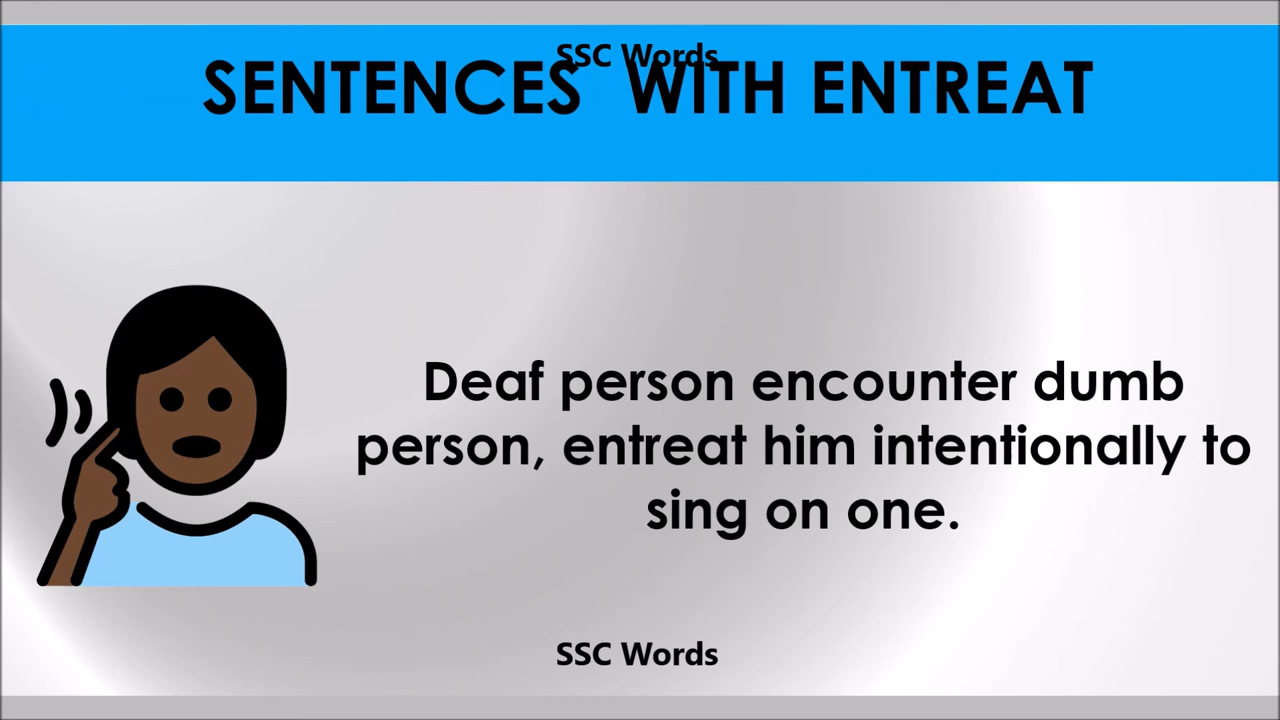 SSC Words
SENTENCES WITH ENTREAT
Deaf person encounter dumb
person, entreat him intentionally to
sing on one.
SSC Words